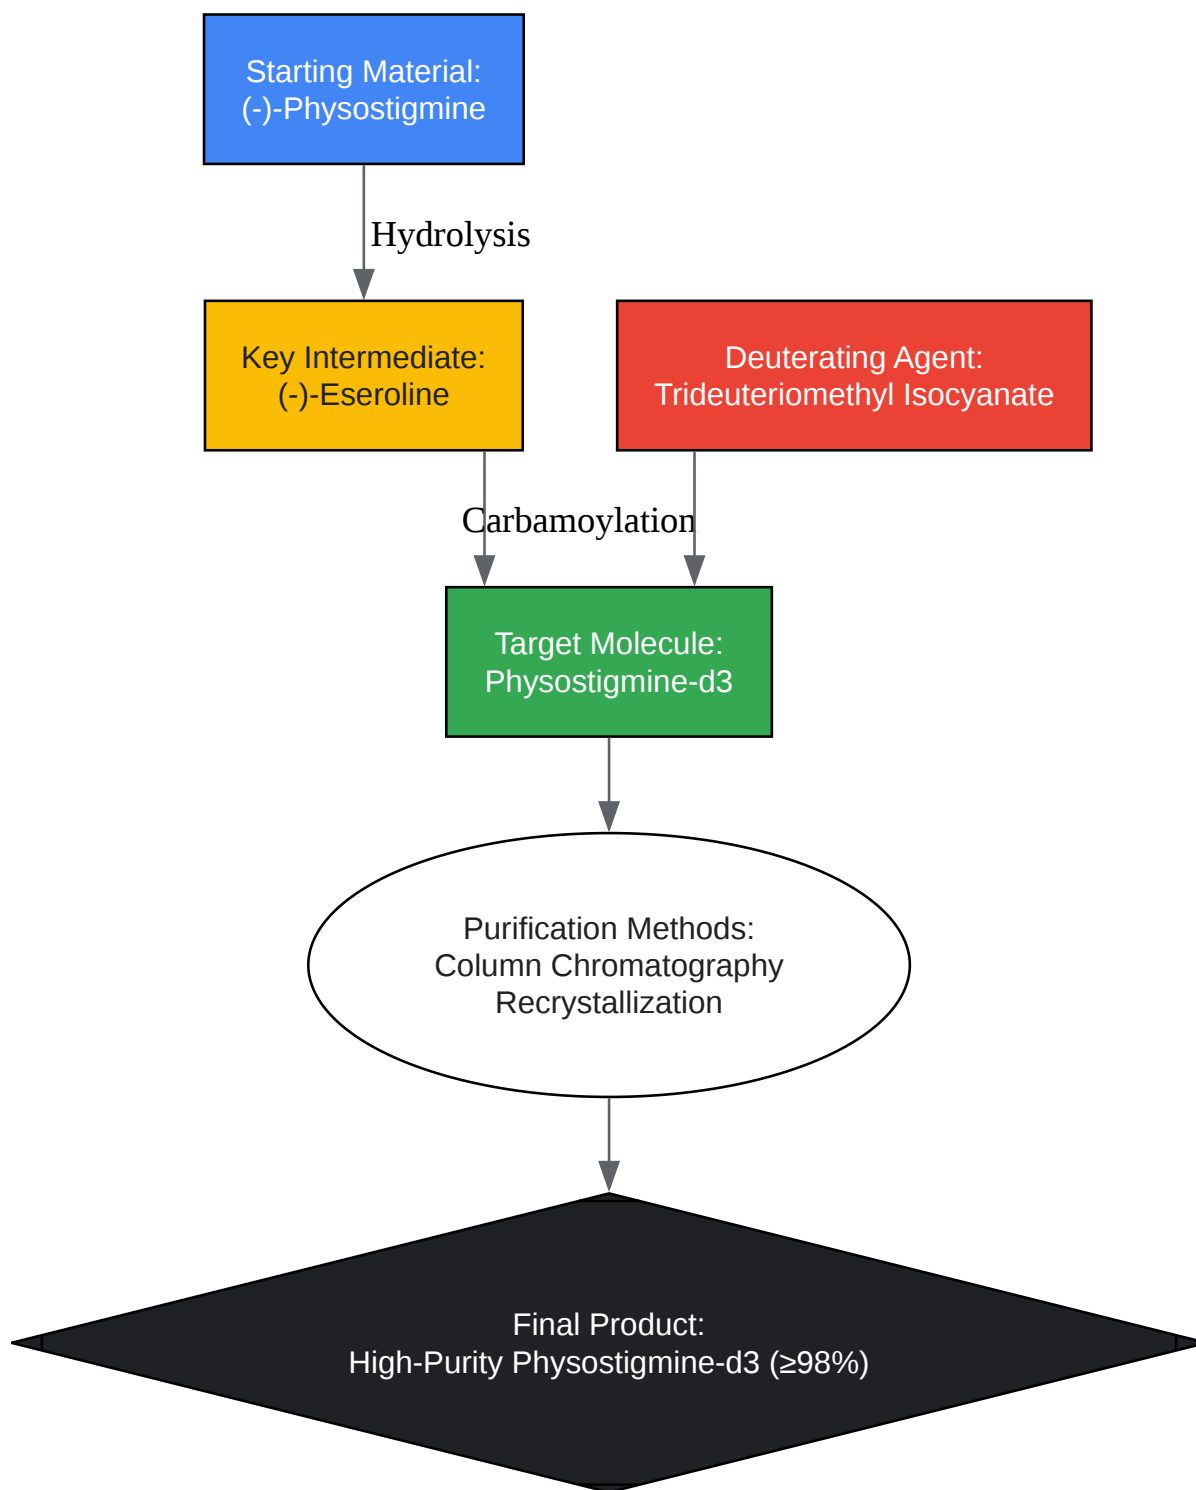 Starting Material:
(-)-Physostigmine
Hydrolysis
Key Intermediate:
(-)-Eseroline
Deuterating Agent:
Trideuteriomethyl Isocyanate
Carbamoylation
Target Molecule:
Physostigmine-d3
Purification Methods:
Column Chromatography
Recrystallization
Final Product:
High-Purity Physostigmine-d3 (≥98%)